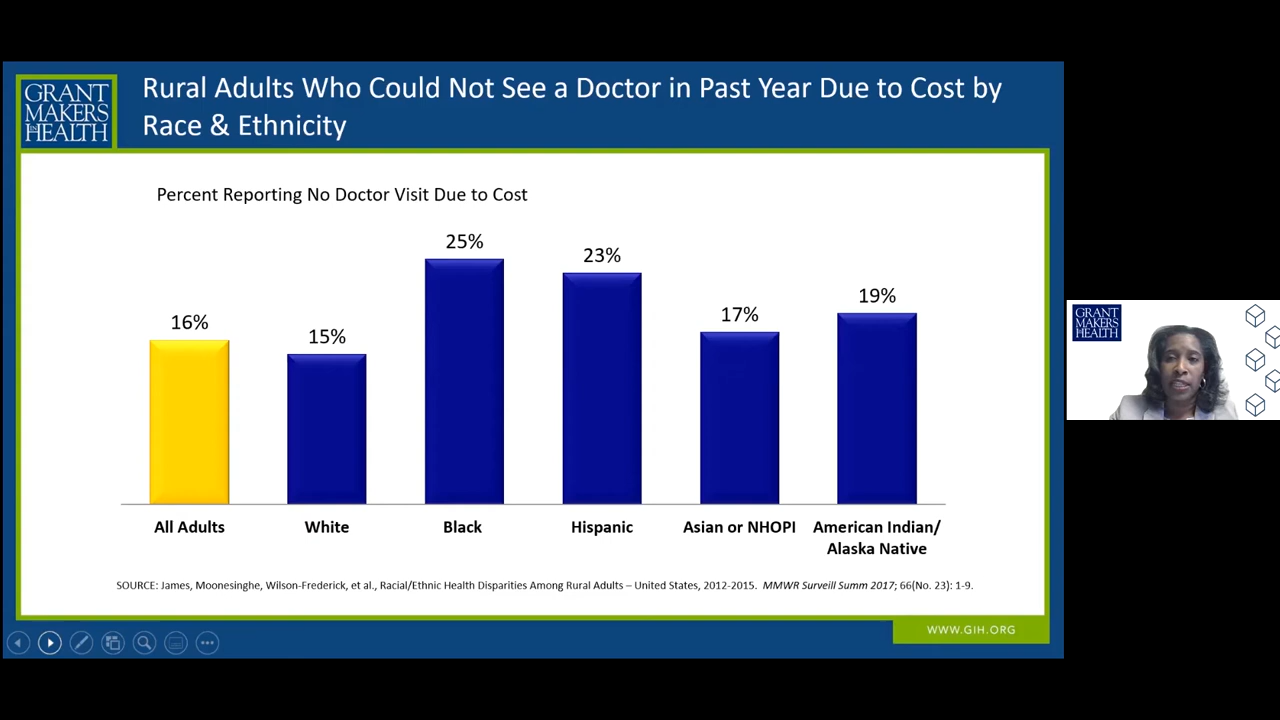 GRANT
MAKERS
IN
HEALTH
Rural Adults Who Could Not See a Doctor in Past Year Due to Cost by
Race & Ethnicity
Percent Reporting No Doctor Visit Due to Cost
16%
15%
25%
23%
17%
19%
All Adults
White
Black
Hispanic
Asian or NHOPI
American Indian/
Alaska Native
SOURCE: James, Moonesinghe, Wilson-Frederick, et al., Racial/Ethnic Health Disparities Among Rural Adults – United States, 2012-2015. MMWR Surveill Summ 2017; 66(No. 23): 1-9.
WWW.GIH.ORG
GRANT
MAKERS
IN
HEALTH